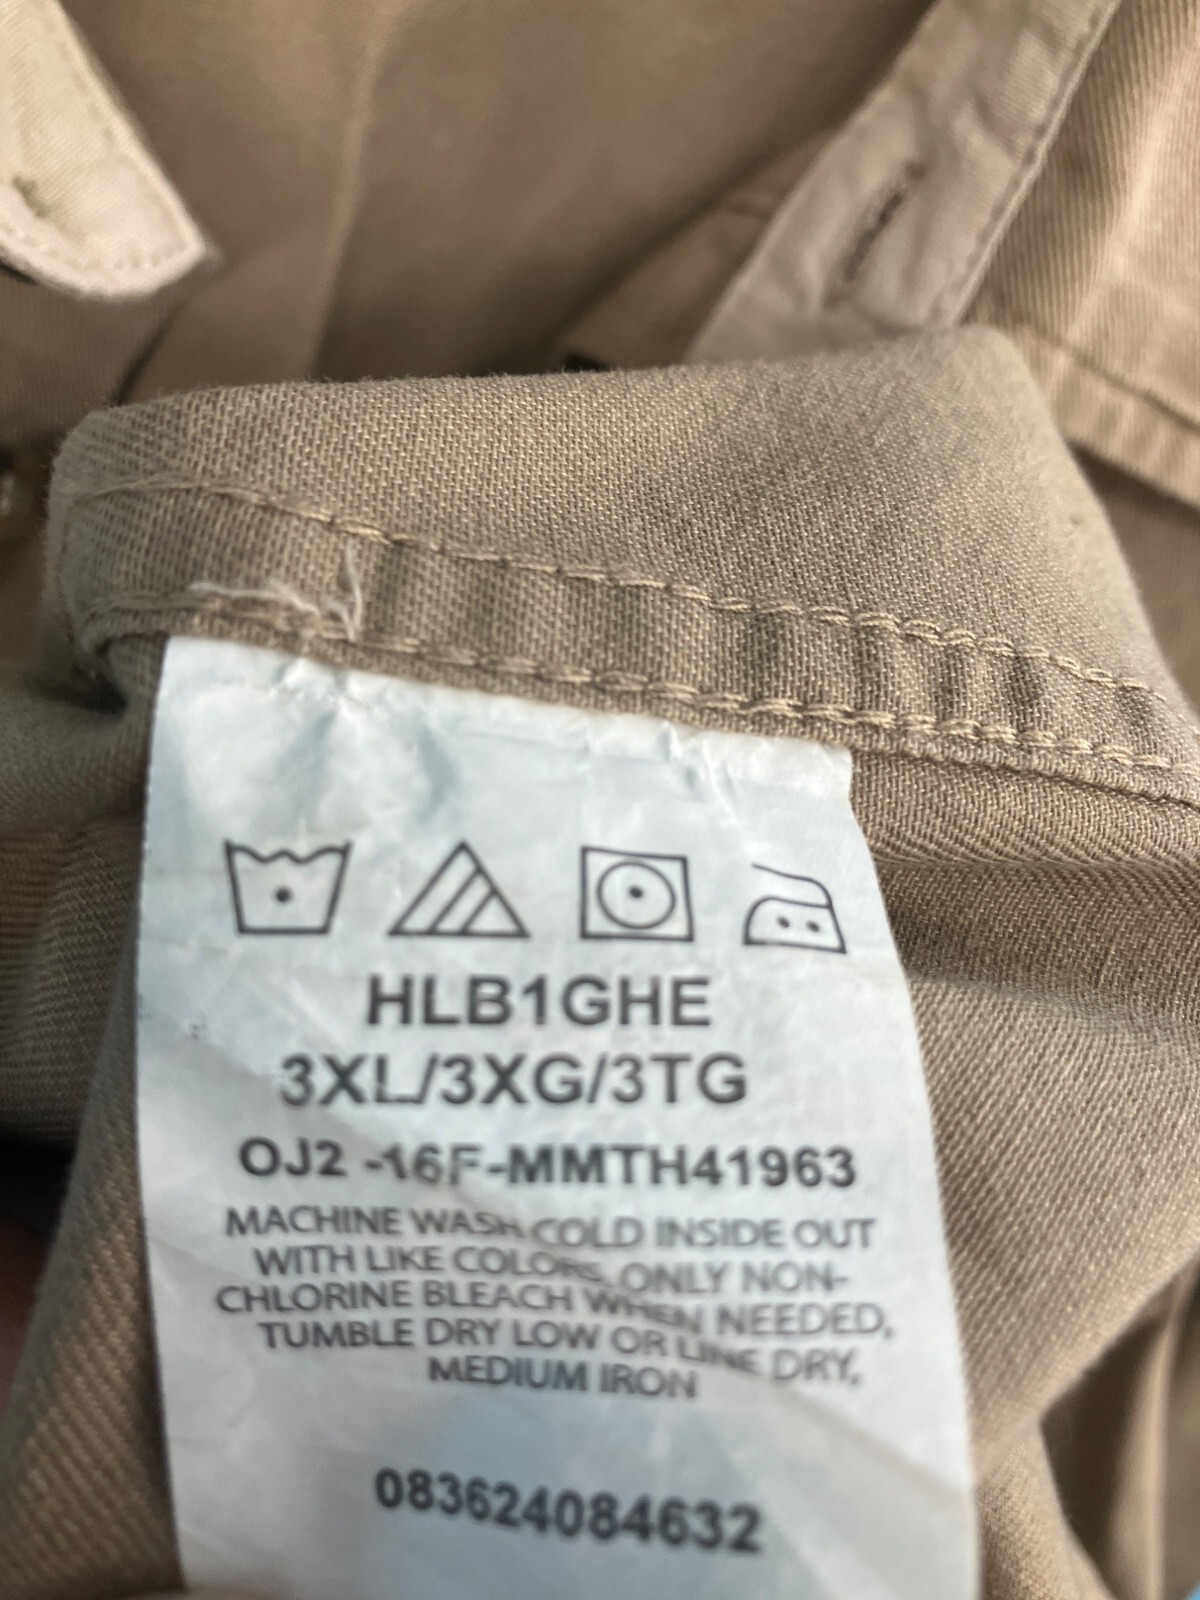 HLB1GHE
3XL/3XG/3TG
OJ2 -16F-MMTH41963
MACHINE WASH COLD INSIDE OUT
WITH LIKE COLORS, ONLY NON-
CHLORINE BLEACH WHEN NEEDED,
TUMBLE DRY LOW OR LINE DRY,
MEDIUM IRON
083624084632